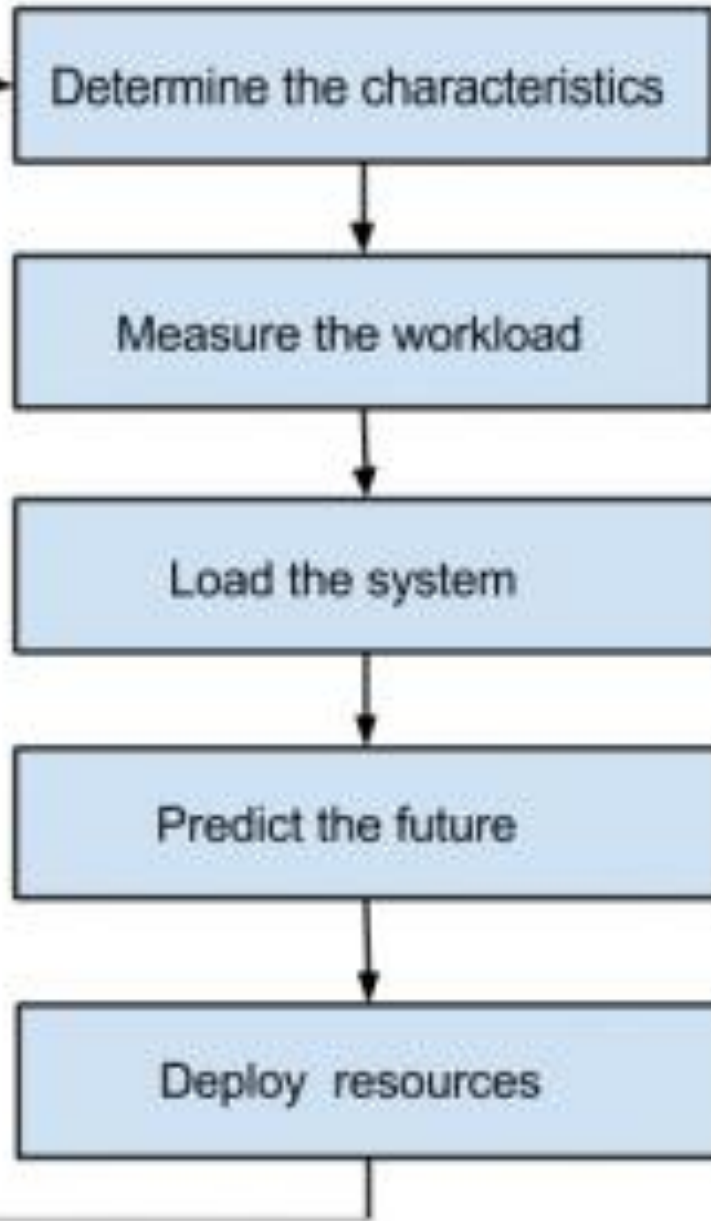 Determine the characteristics
Measure the workload
Load the system
Predict the future
Deploy resources